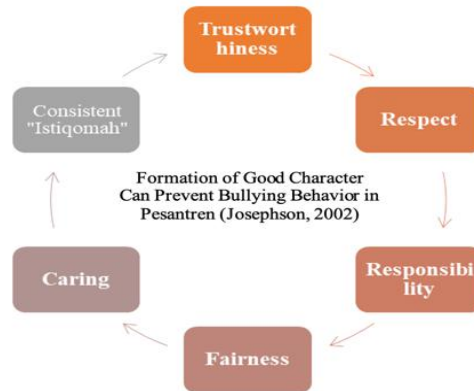 Trustwort
hiness
Respect
Responsibi
lity
Fairness
Caring
Consistent
"Istiqomah"
Formation of Good Character
Can Prevent Bullying Behavior in
Pesantren (Josephson, 2002)